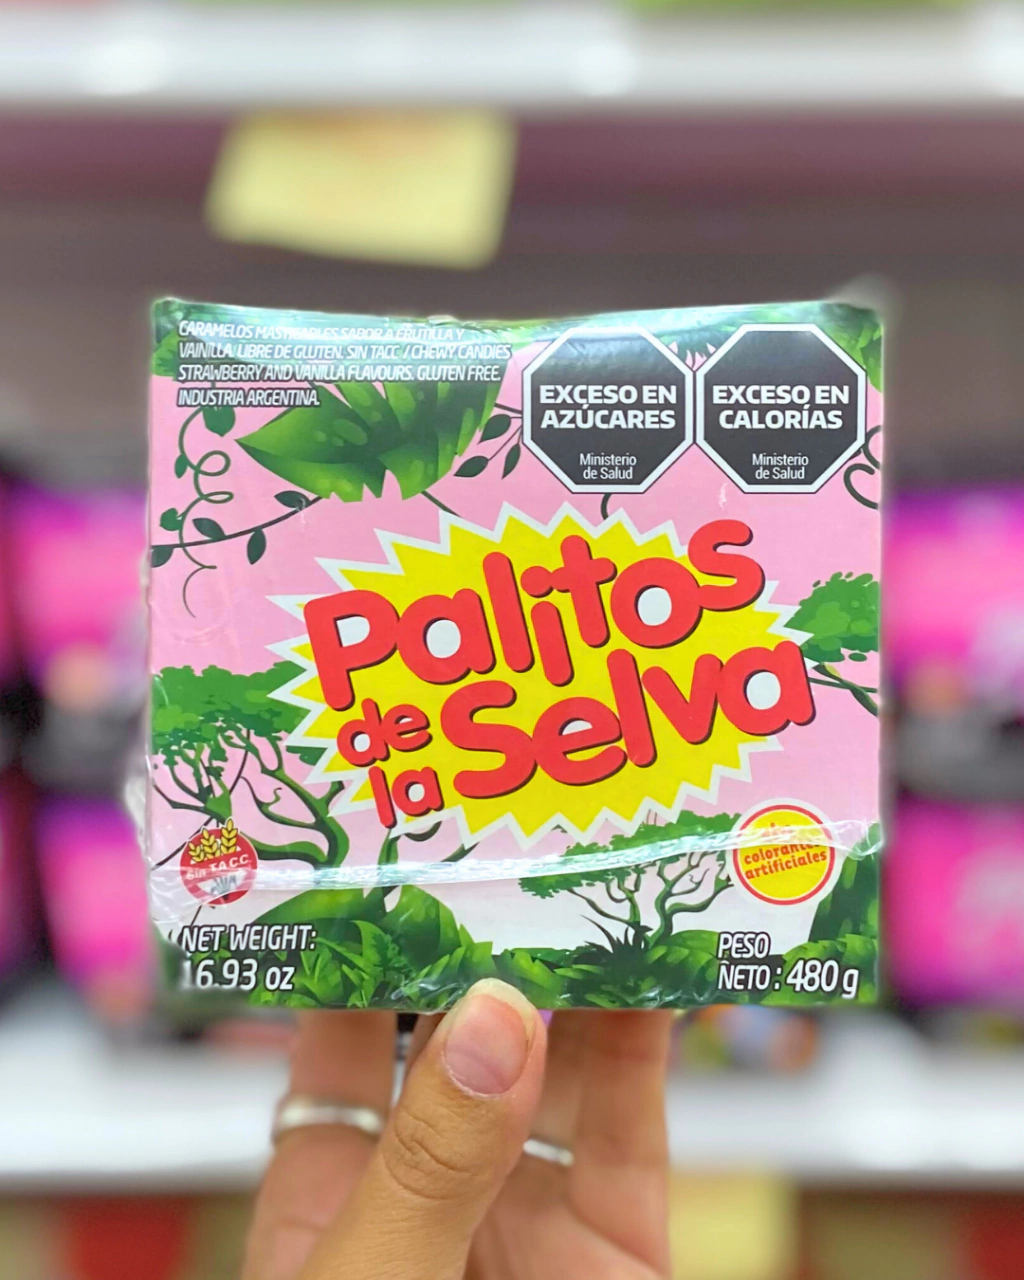 CARAMELOS MASTICABLES SABOR A FRUTILLA Y
VAINILLA. LIBRE DE GLUTEN. SIN TACC / CHEWY CANDIES
STRAWBERRY AND VANILLA FLAVOURS. GLUTEN FREE.
INDUSTRIA ARGENTINA.
EXCESO EN
AZÚCARES
Ministerio
de Salud
EXCESO EN
CALORÍAS
Ministerio
de Salud
Palitos
de la Selva
Sin T.A.C.C.
colorantes
artificiales
NET WEIGHT:
16.93 oz
PESO
NETO: 480 g